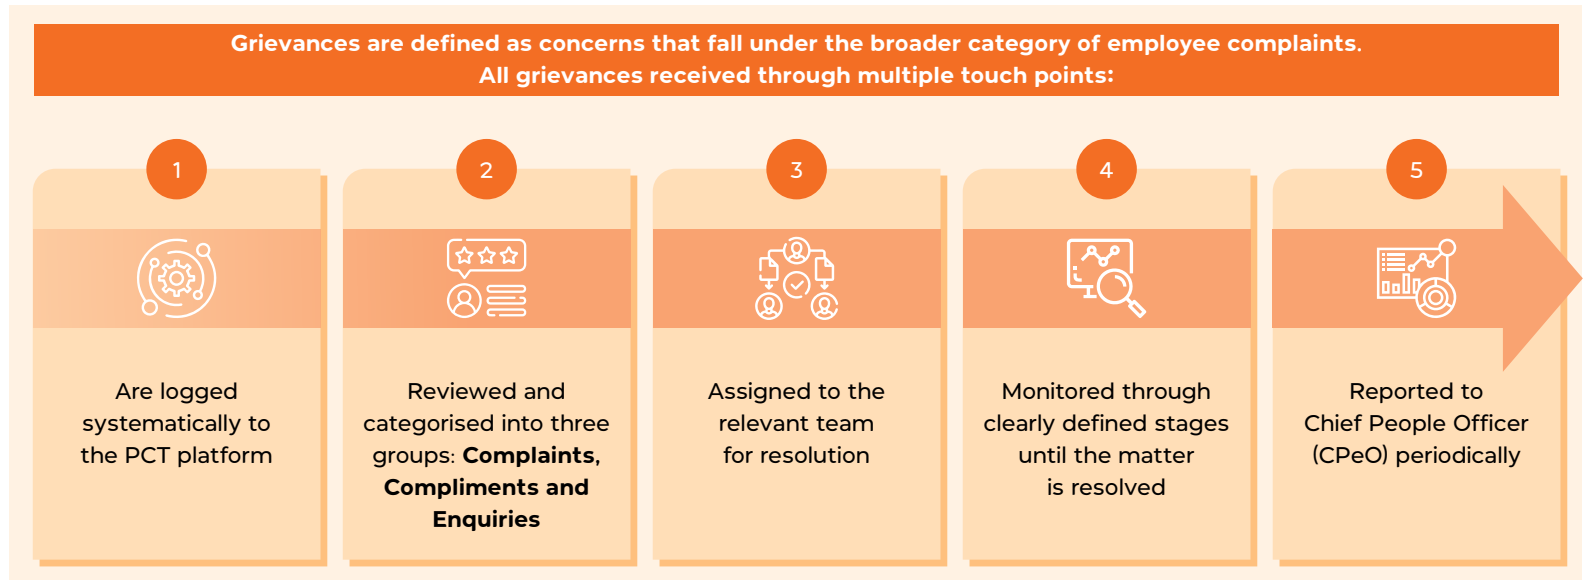 Grievances are defined as concerns that fall under the broader category of employee complaints.
All grievances received through multiple touch points:
1
Are logged
systematically to
the PCT platform
2
Reviewed and
categorised into three
groups: Complaints,
Compliments and
Enquiries
3
Assigned to the
relevant team
for resolution
4
Monitored through
clearly defined stages
until the matter
is resolved
5
Reported to
Chief People Officer
(CPeO) periodically